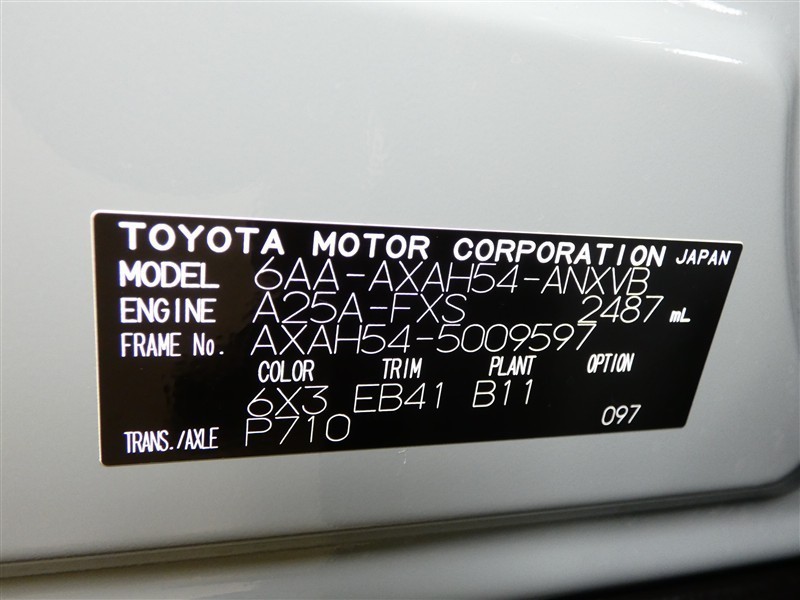 TOYOTA MOTOR CORPORATION JAPAN
MODEL 6AA-AXAH54-ANXVB
ENGINE A25A-FXS 2487 mL
FRAME No. AXAH54-5009597
COLOR TRIM PLANT OPTION
6X3 EB41 B11
TRANS./AXLE P710 097